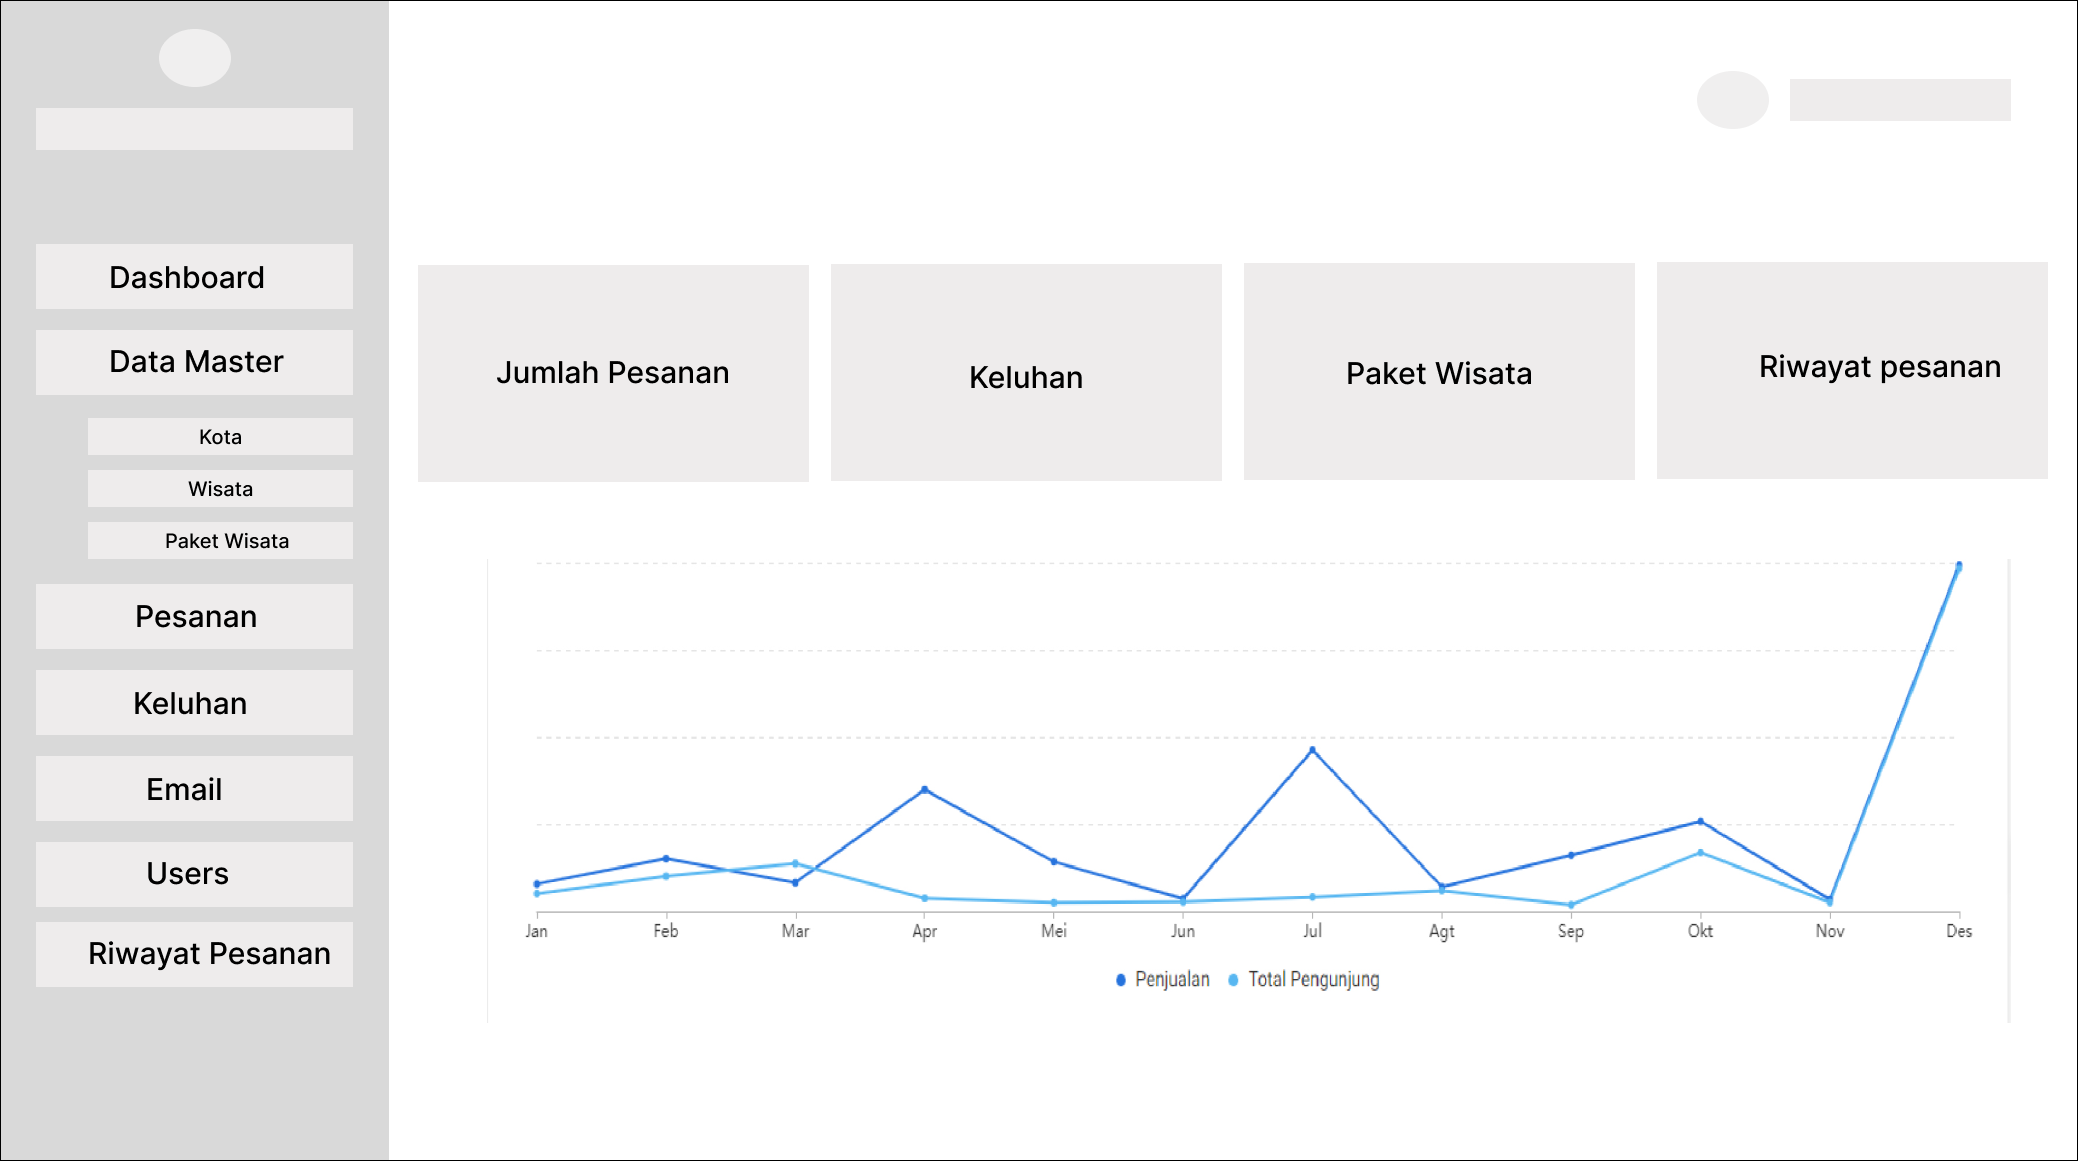 Dashboard
Data Master
Kota
Wisata
Paket Wisata
Pesanan
Keluhan
Email
Users
Riwayat Pesanan
Jumlah Pesanan
Keluhan
Paket Wisata
Riwayat pesanan
Jan Feb Mar Apr Mei Jun Jul Agt Sep Okt Nov Des
Penjualan Total Pengunjung